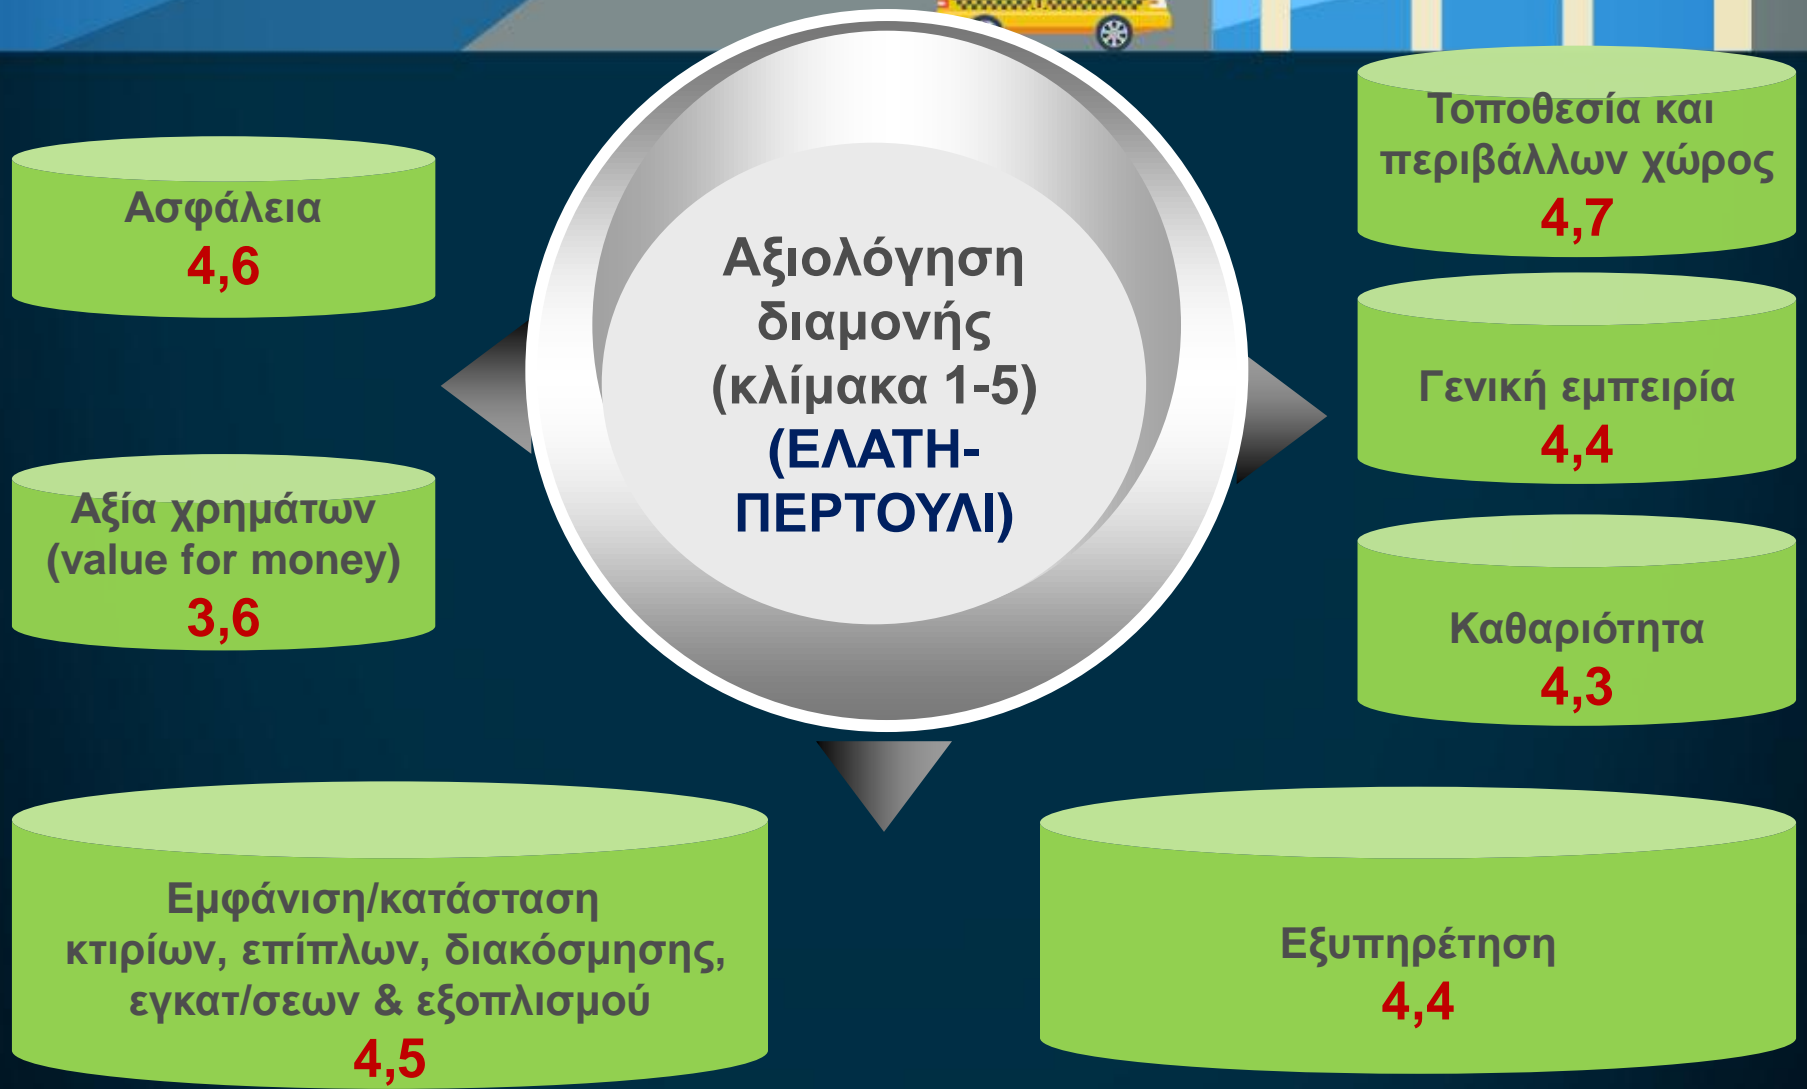 Αξιολόγηση
διαμονής
(κλίμακα 1-5)
(ΕΛΑΤΗ-
ΠΕΡΤΟΥΛΙ)
Ασφάλεια
4,6
Αξία χρημάτων
(value for money)
3,6
Τοποθεσία και
περιβάλλων χώρος
4,7
Γενική εμπειρία
4,4
Καθαριότητα
4,3
Εμφάνιση/κατάσταση
κτιρίων, επίπλων, διακόσμησης,
εγκατ/σεων & εξοπλισμού
4,5
Εξυπηρέτηση
4,4